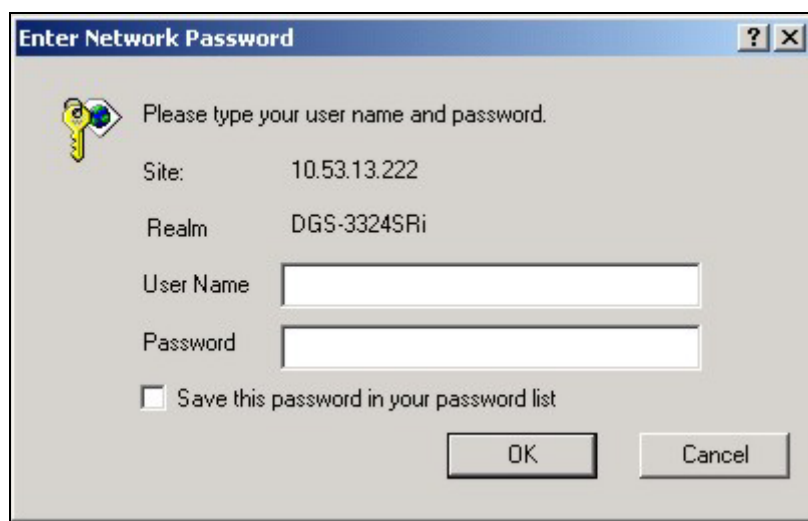 Enter Network Password
Please type your user name and password.
Site: 10.53.13.222
Realm DGS-3324SRi
User Name
Password
Save this password in your password list
OK Cancel